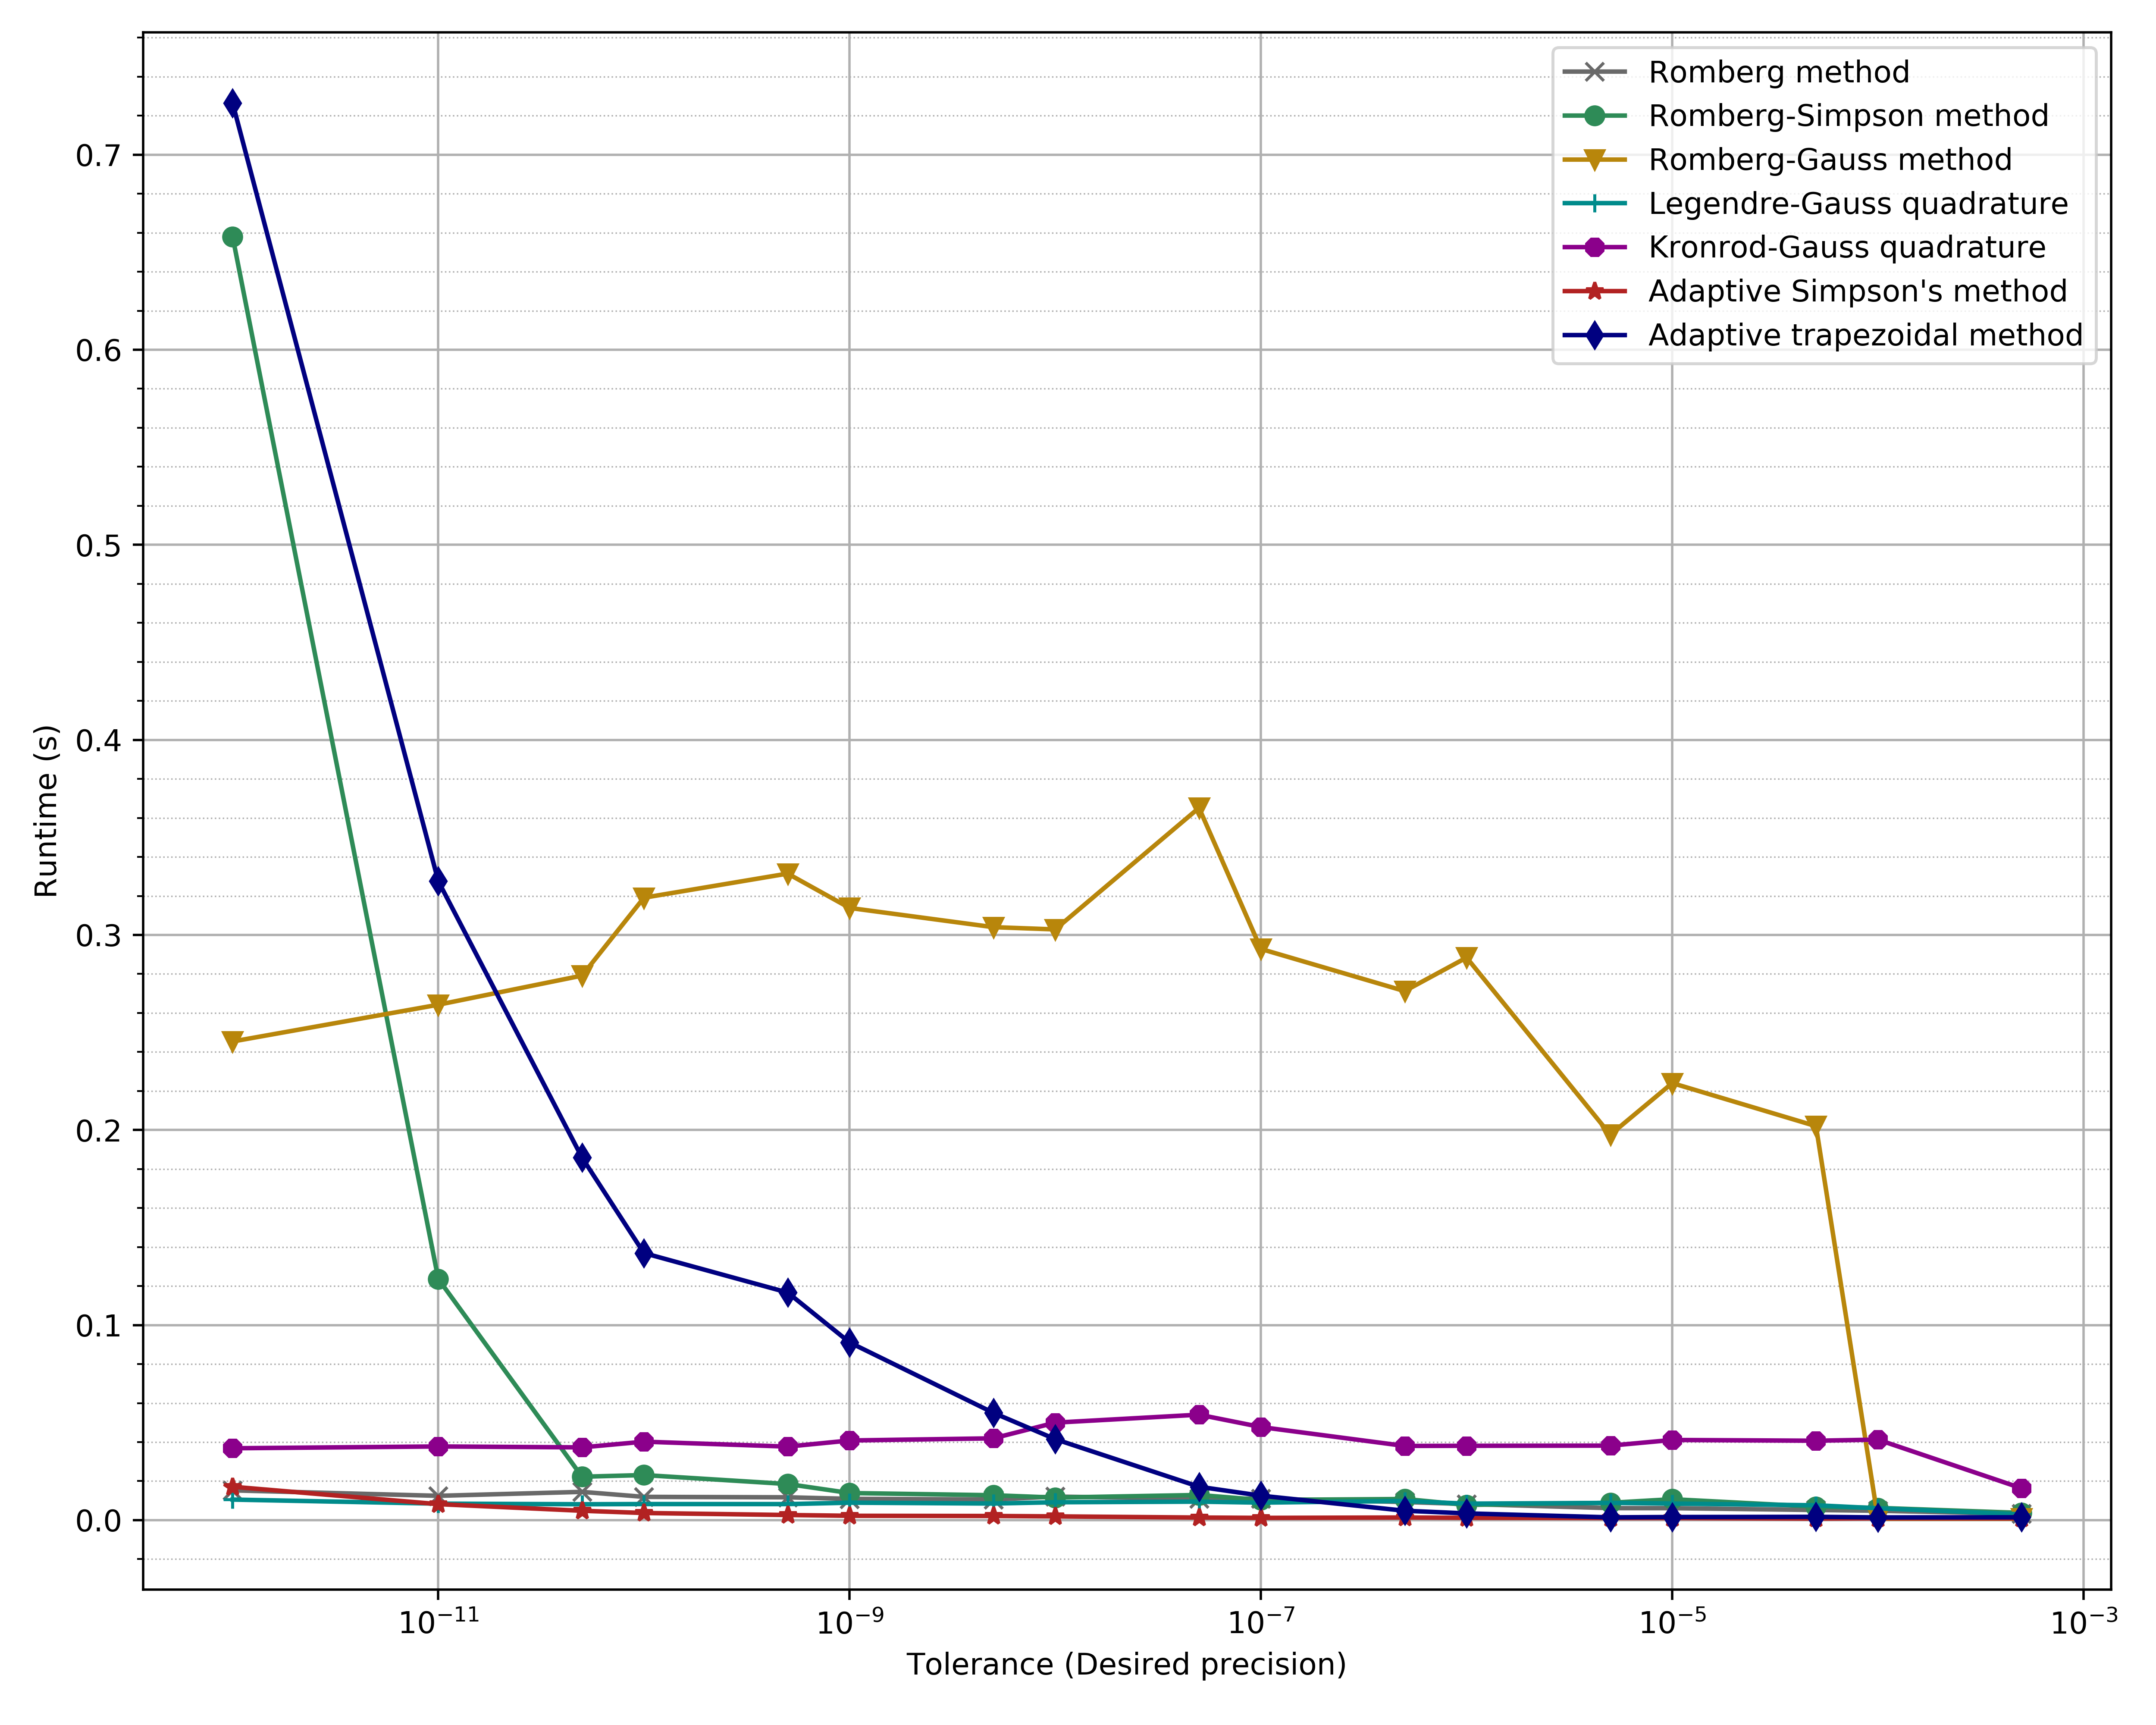 Romberg method
Romberg-Simpson method
Romberg-Gauss method
Legendre-Gauss quadrature
Kronrod-Gauss quadrature
Adaptive Simpson's method
Adaptive trapezoidal method
0.7
0.6
0.5
0.4
0.3
0.2
0.1
0.0
Runtime (s)
10⁻¹¹ 10⁻⁹ 10⁻⁷ 10⁻⁵ 10⁻³
Tolerance (Desired precision)